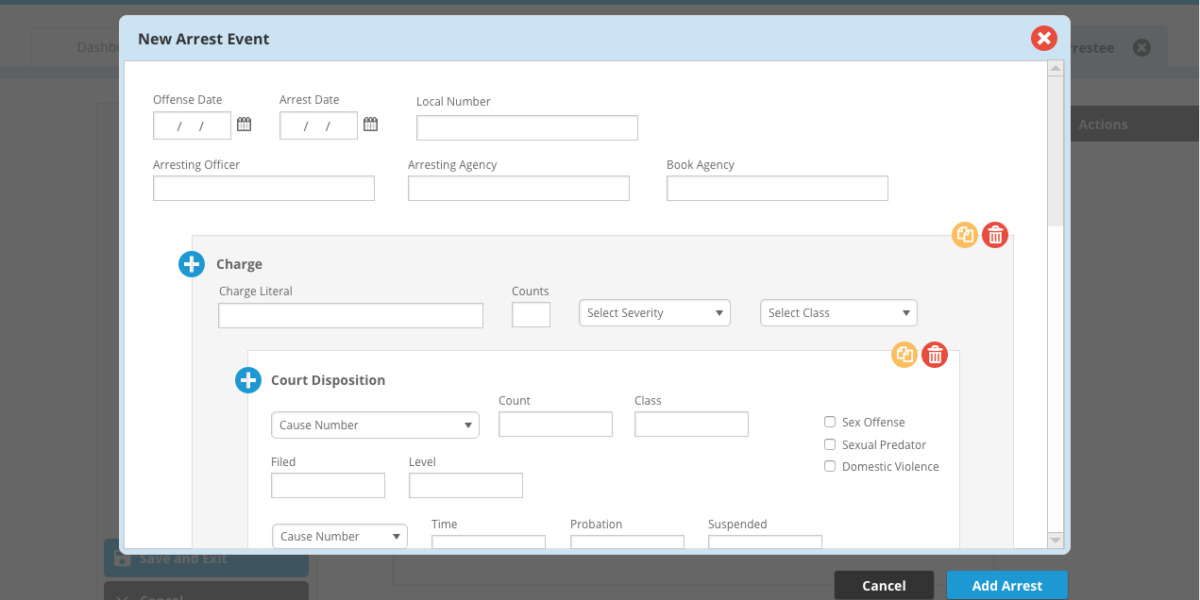 Dashbo
New Arrest Event
rrestee
Actions
Offense Date Arrest Date Local Number
/ / / /
Arresting Officer Arresting Agency Book Agency
Charge
Charge Literal Counts
Select Severity Select Class
Court Disposition
Count Class
Cause Number
Sex Offense
Sexual Predator
Domestic Violence
Filed Level
Time Probation Suspended
Cause Number
Save and Exit
Cancel
Cancel Add Arrest